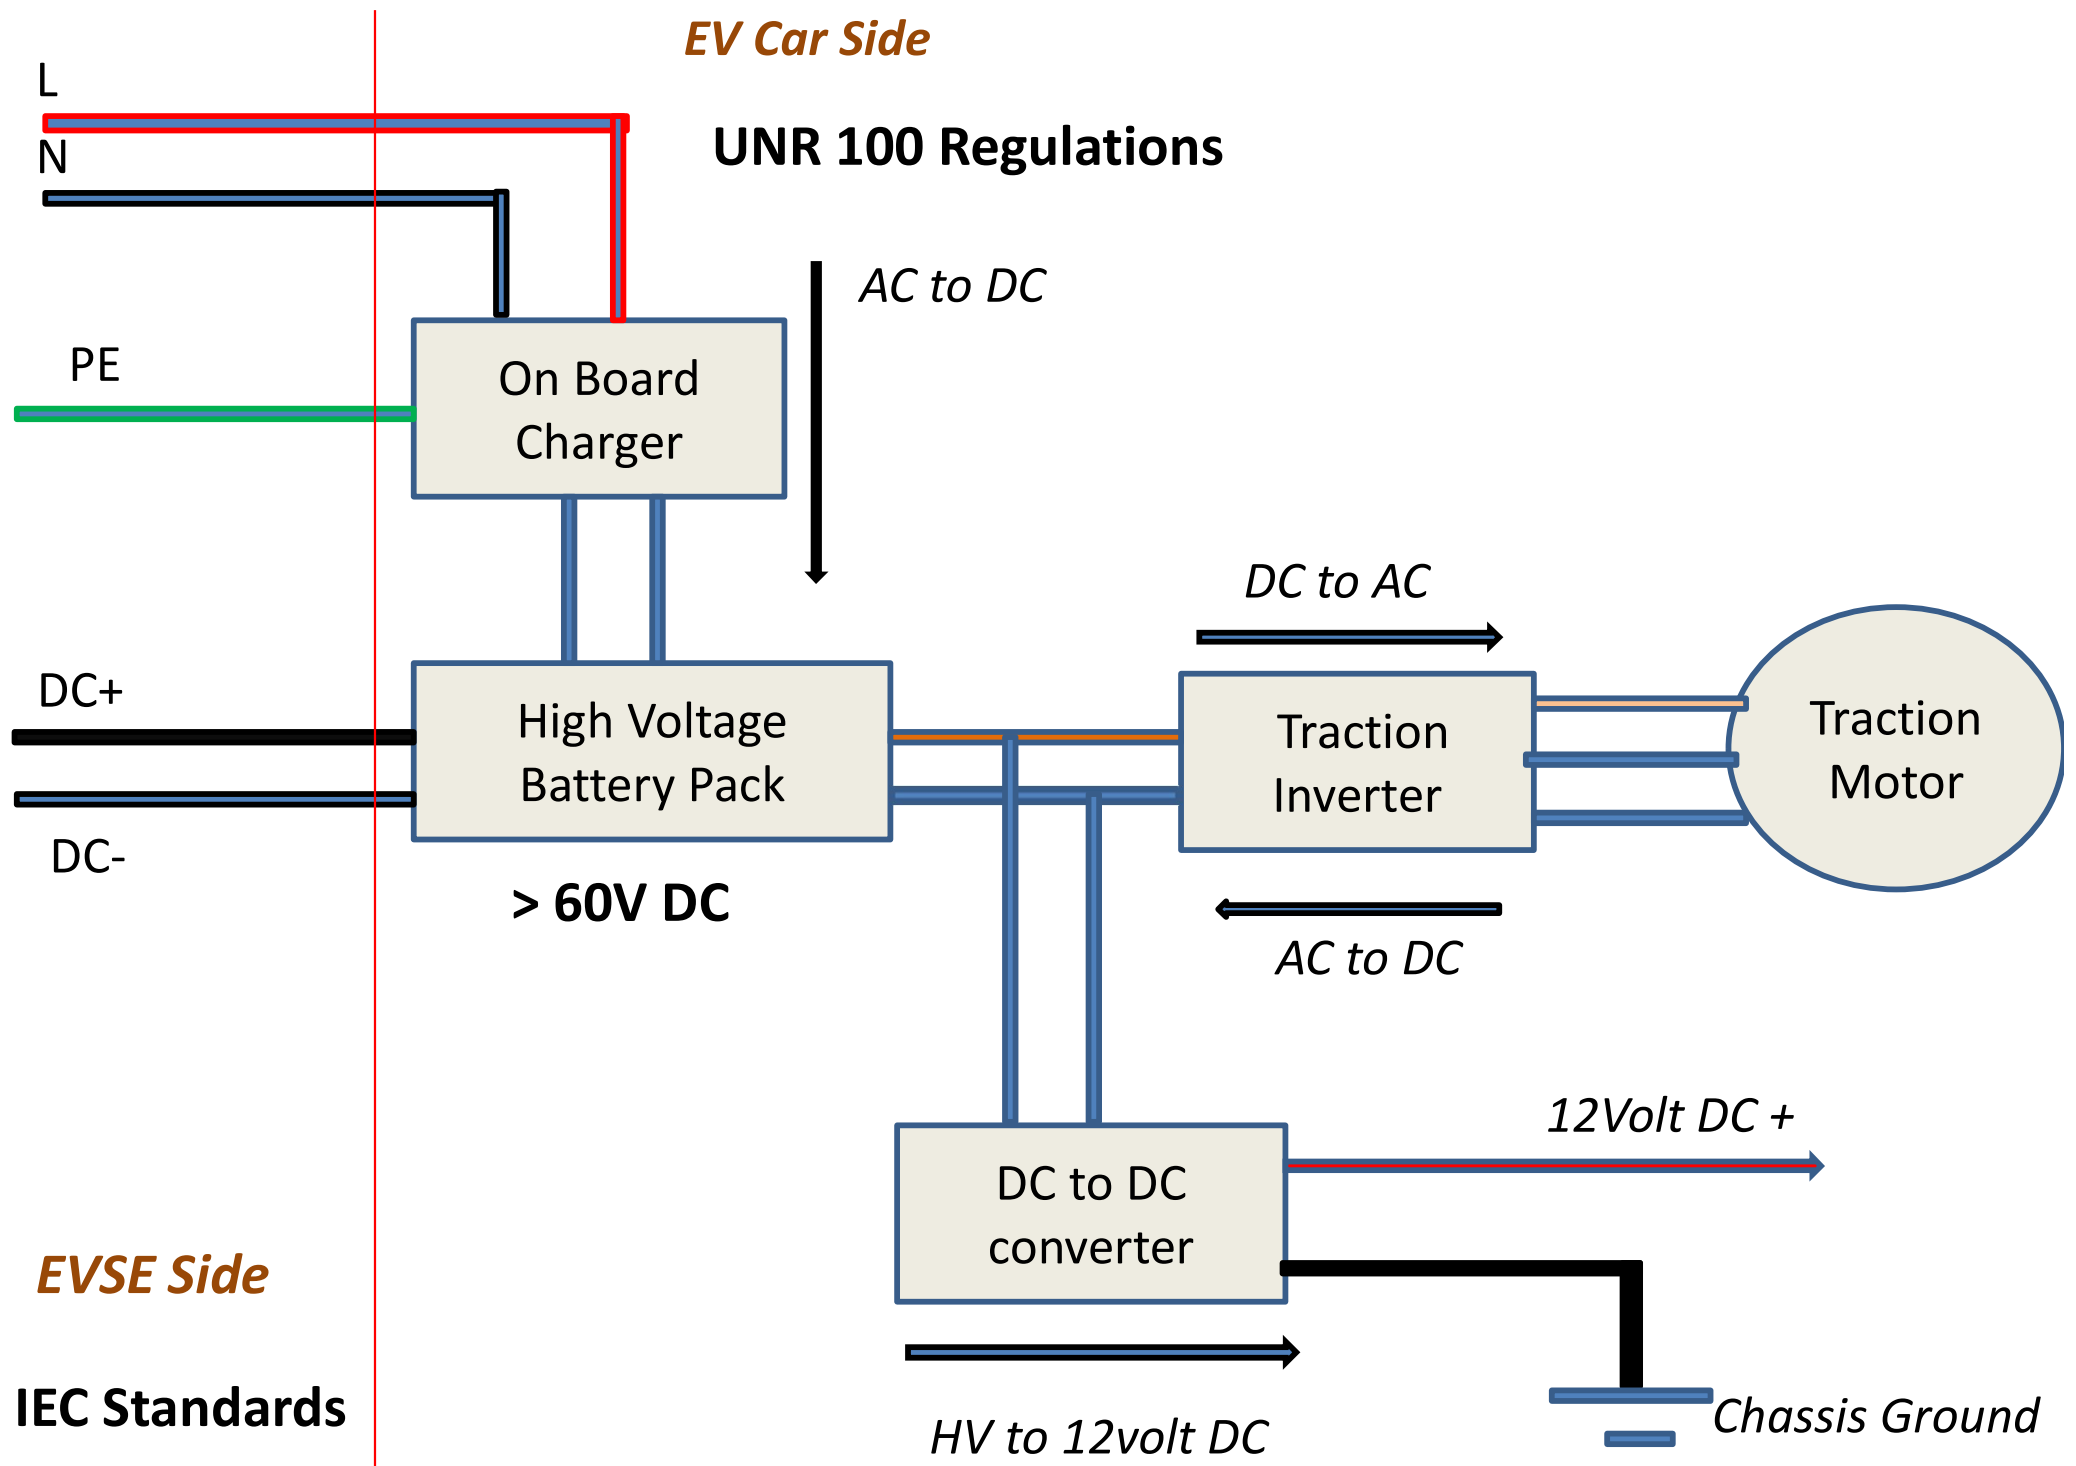 EV Car Side
L
UNR 100 Regulations
N
AC to DC
PE
On Board
Charger
DC to AC
DC+
High Voltage
Battery Pack
Traction
Inverter
Traction
Motor
DC-
> 60V DC
AC to DC
12Volt DC +
DC to DC
converter
EVSE Side
IEC Standards
HV to 12volt DC
Chassis Ground